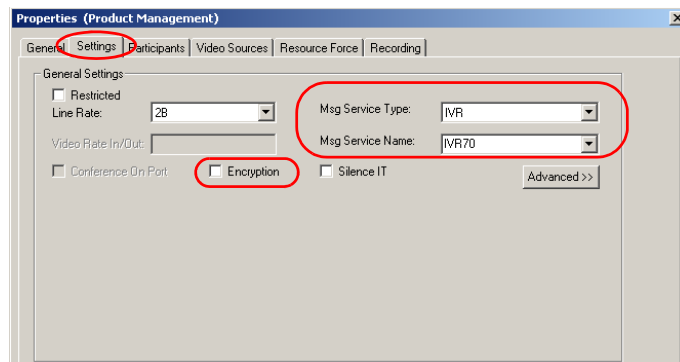 Properties (Product Management)
General Settings Participants Video Sources Resource Force Recording
General Settings
Restricted
Line Rate: 2B Msg Service Type: IVR
Video Rate In/Out: Msg Service Name: IVR70
Conference On Port Encryption Silence IT Advanced >>